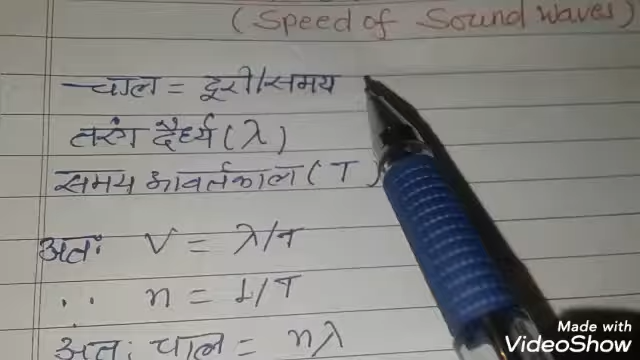 (Speed of Sound Waves)
चाल = दूरी/समय
तरंग दैर्ध्य (λ)
समय आवर्तकाल (T)
अतः V = λ/T
∴ n = 1/T
अतः चाल = nλ
Made with
VideoShow